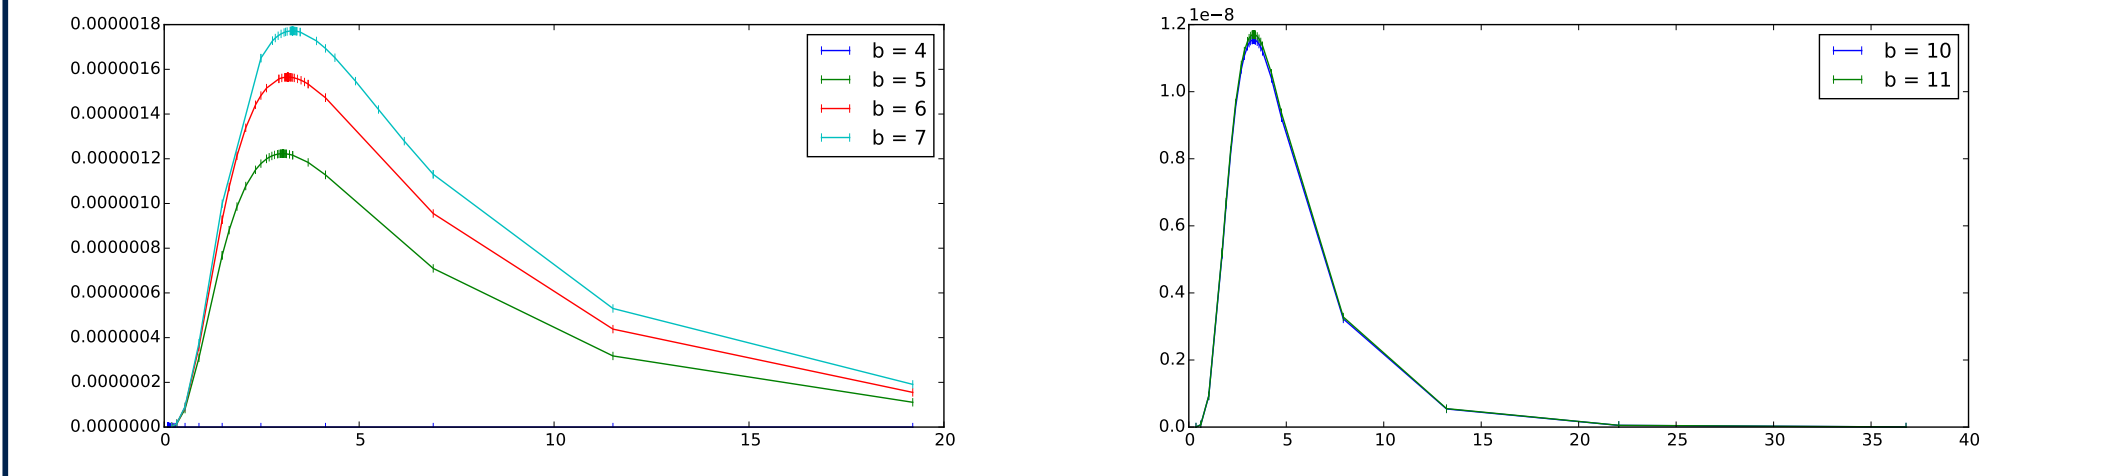 0.0000018
0.0000016
0.0000014
0.0000012
0.0000010
0.0000008
0.0000006
0.0000004
0.0000002
0.0000000
0 5 10 15 20
b = 4
b = 5
b = 6
b = 7
1e−8
1.2
1.0
0.8
0.6
0.4
0.2
0.0
0 5 10 15 20 25 30 35 40
b = 10
b = 11